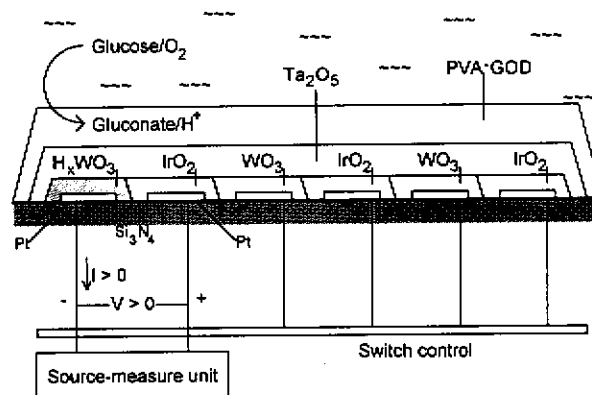 Glucose/O2
Ta2O5
PVA·GOD
Gluconate/H+
HxWO3 IrO2 WO3 IrO2 WO3 IrO2
Pt Si3N4 Pt
I > 0
- V > 0 +
Switch control
Source-measure unit